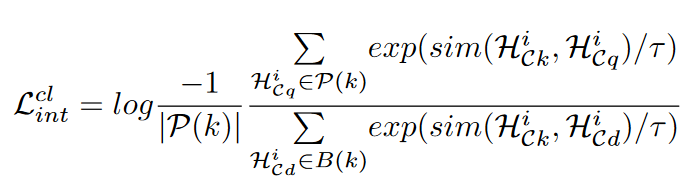 \mathcal{L}_{int}^{cl} = log \frac{-1}{|\mathcal{P}(k)|} \frac{\sum_{\mathcal{H}_{\mathcal{C}q}^{i} \in \mathcal{P}(k)} exp(sim(\mathcal{H}_{\mathcal{C}k}^{i}, \mathcal{H}_{\mathcal{C}q}^{i})/\tau)}{\sum_{\mathcal{H}_{\mathcal{C}d}^{i} \in B(k)} exp(sim(\mathcal{H}_{\mathcal{C}k}^{i}, \mathcal{H}_{\mathcal{C}d}^{i})/\tau)}